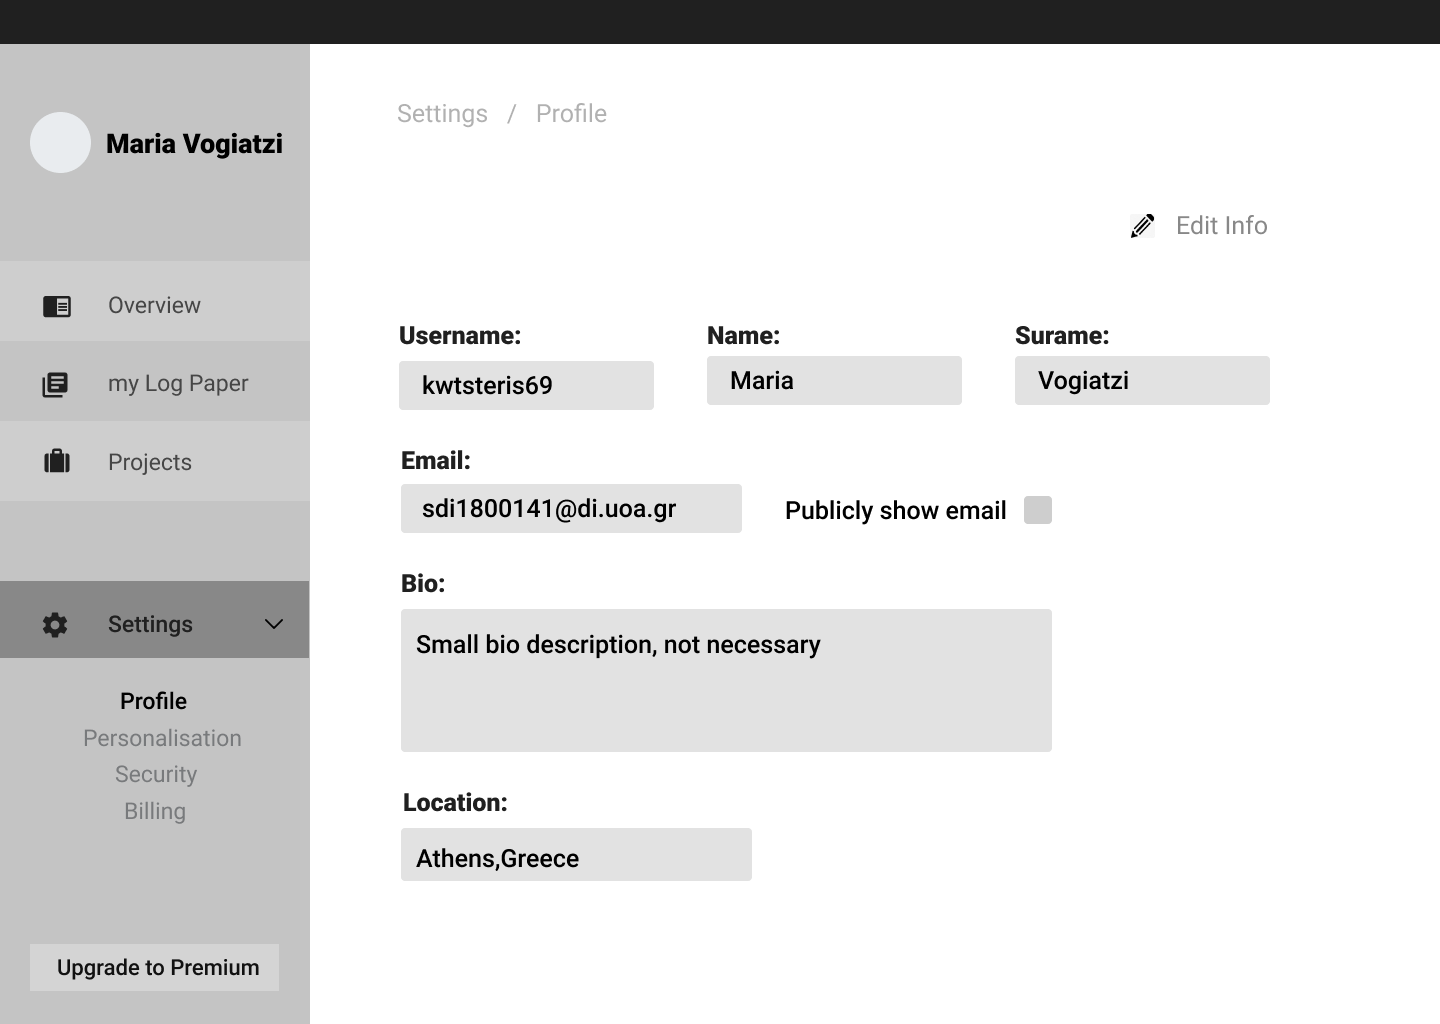 Maria Vogiatzi
Overview
my Log Paper
Projects
Settings
Profile
Personalisation
Security
Billing
Upgrade to Premium
Settings / Profile
Edit Info
Username: Name: Surame:
kwtsteris69 Maria Vogiatzi
Email:
sdi1800141@di.uoa.gr Publicly show email
Bio:
Small bio description, not necessary
Location:
Athens,Greece